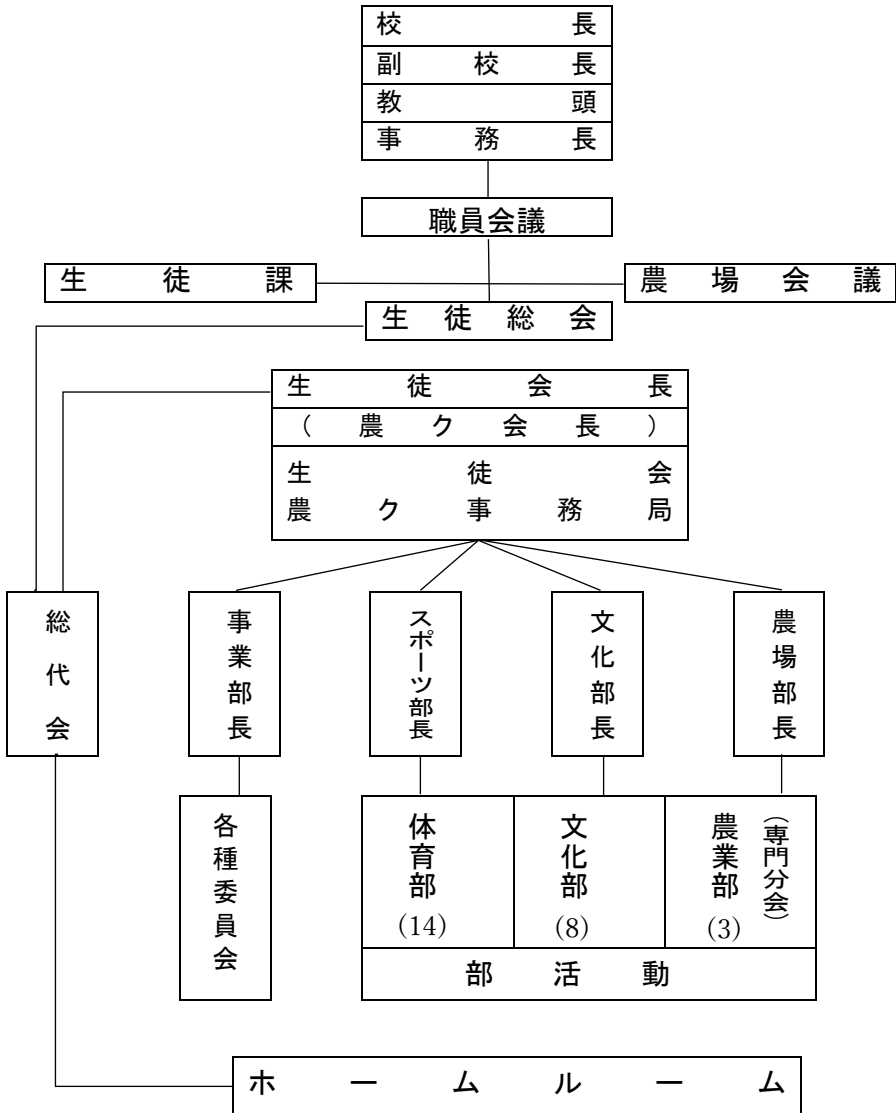 校長
副校長
教頭
事務長
職員会議
生徒課
農場会議
生徒総会
生徒会長
（農ク会長）
生徒会
農ク事務局
総代会
事業部長
スポーツ部長
文化部長
農場部長
各種委員会
体育部
(14)
文化部
(8)
農業部
(3)
（専門分会）
部活動
ホームルーム